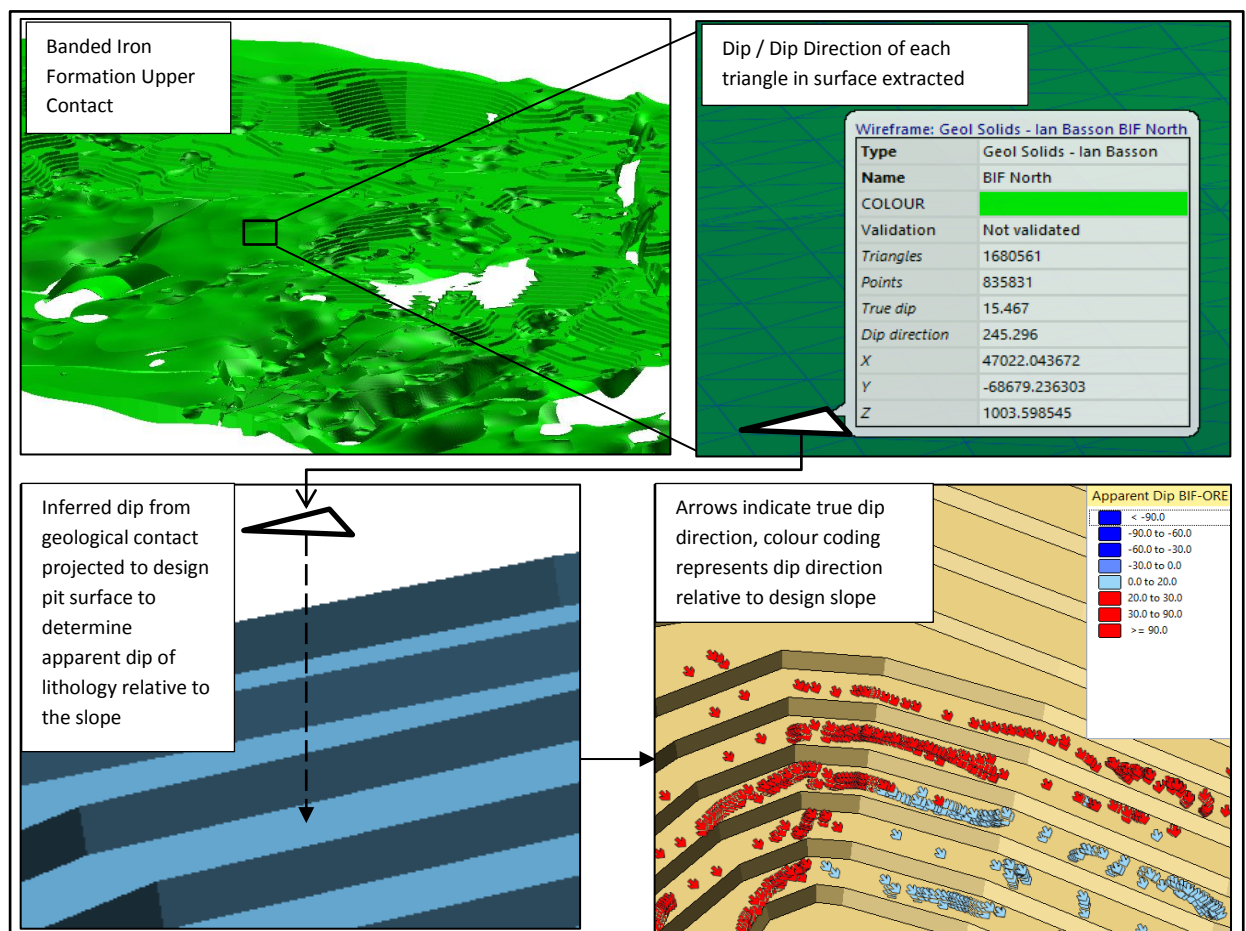 Banded Iron
Formation Upper
Contact
Dip / Dip Direction of each
triangle in surface extracted
Wireframe: Geol Solids - Ian Basson BIF North
Type Geol Solids - Ian Basson
Name BIF North
COLOUR
Validation Not validated
Triangles 1680561
Points 835831
True dip 15.467
Dip direction 245.296
X 47022.043672
Y -68679.236303
Z 1003.598545
Inferred dip from
geological contact
projected to design
pit surface to
determine
apparent dip of
lithology relative to
the slope
Arrows indicate true dip
direction, colour coding
represents dip direction
relative to design slope
Apparent Dip BIF-ORE
< -90.0
-90.0 to -60.0
-60.0 to -30.0
-30.0 to 0.0
0.0 to 20.0
20.0 to 30.0
30.0 to 90.0
>= 90.0